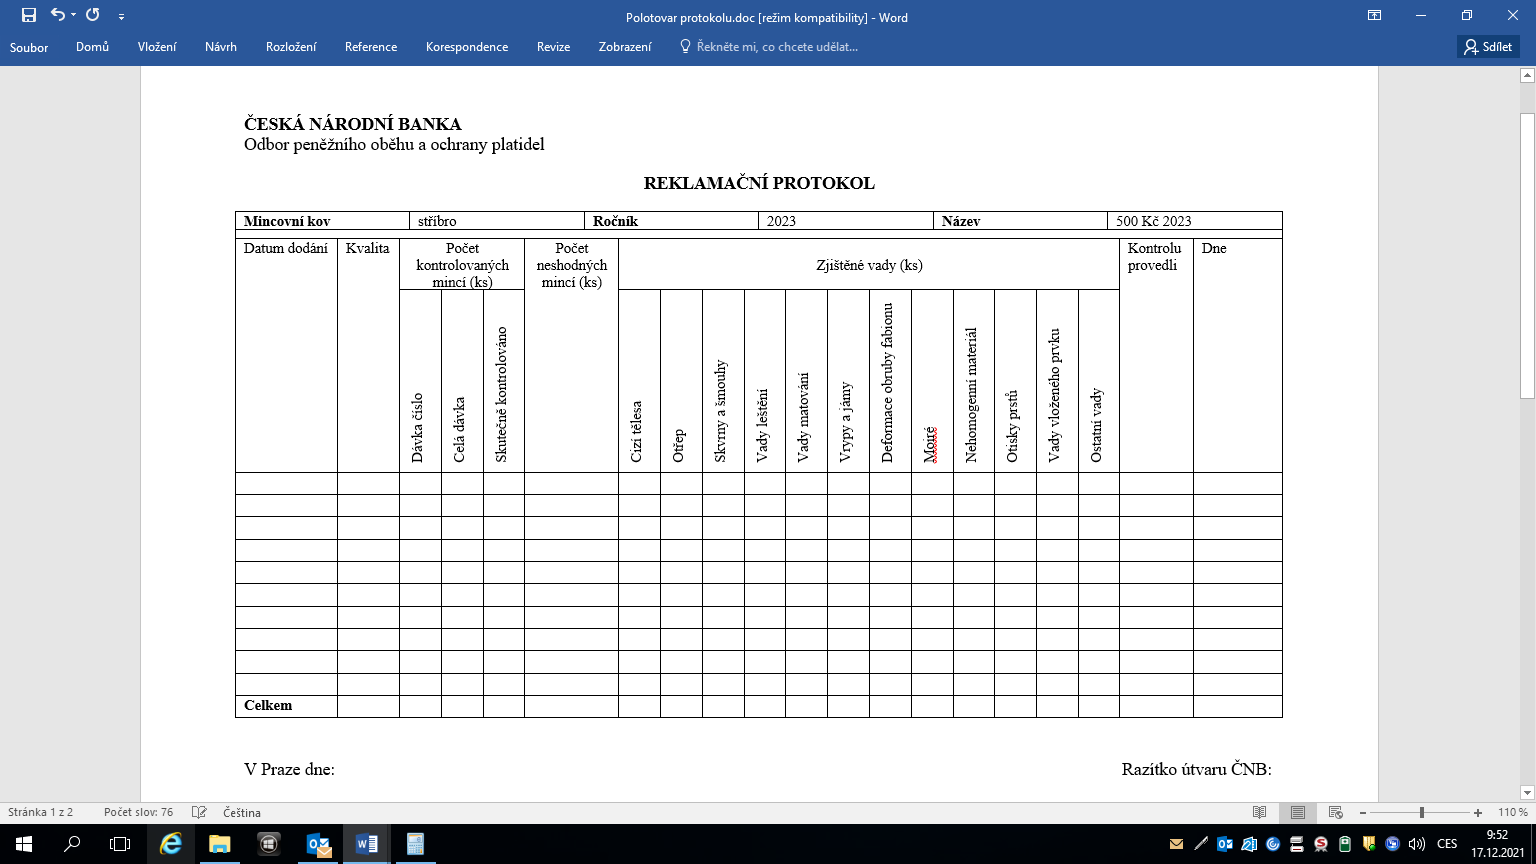 Polotovar protokolu.doc [režim kompatibility] - Word
Soubor Domů Vložení Návrh Rozložení Reference Korespondence Revize Zobrazení Řekněte mi, co chcete udělat... Sdílet
ČESKÁ NÁRODNÍ BANKA
Odbor peněžního oběhu a ochrany platidel
REKLAMAČNÍ PROTOKOL
Mincovní kov stříbro Ročník 2023 Název 500 Kč 2023
Datum dodání
Kvalita
Počet
kontrolovaných
mincí (ks)
Počet
neshodných
mincí (ks)
Zjištěné vady (ks)
Kontrolu
provedli
Dne
Dávka číslo
Celá dávka
Skutečně kontrolováno
Cizí tělesa
Otřep
Skvrny a šmouhy
Vady leštění
Vady matování
Vrypy a jámy
Deformace obruby fabionu
Moiré
Nehomogenní materiál
Otisky prstů
Vady vloženého prvku
Ostatní vady
Celkem
V Praze dne: Razítko útvaru ČNB:
Stránka 1 z 2 Počet slov: 76 Čeština 110 %
CES
9:52
17.12.2021